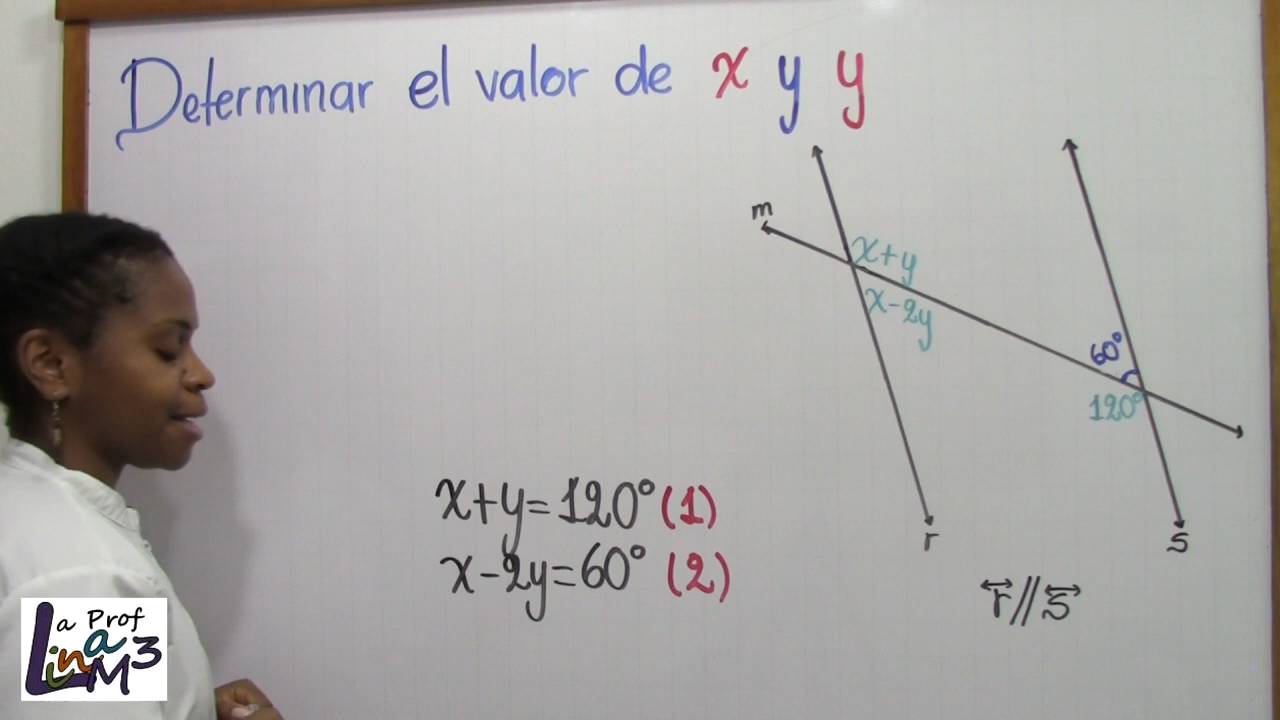 Determinar el valor de x y y
m
x+y
x-2y
60°
120°
x+y=120° (1)
x-2y=60° (2)
r
s
r//s
La Prof
Lina M3